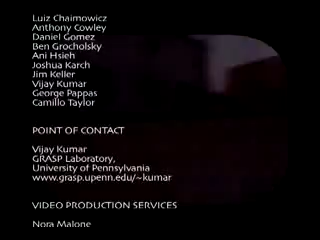 Luiz Chaimowicz
Anthony Cowley
Daniel Gomez
Ben Grocholsky
Ani Hsieh
Joshua Karch
Jim Keller
Vijay Kumar
George Pappas
Camillo Taylor
POINT OF CONTACT
Vijay Kumar
GRASP Laboratory,
University of Pennsylvania
www.grasp.upenn.edu/~kumar
VIDEO PRODUCTION SERVICES
Nora Malone